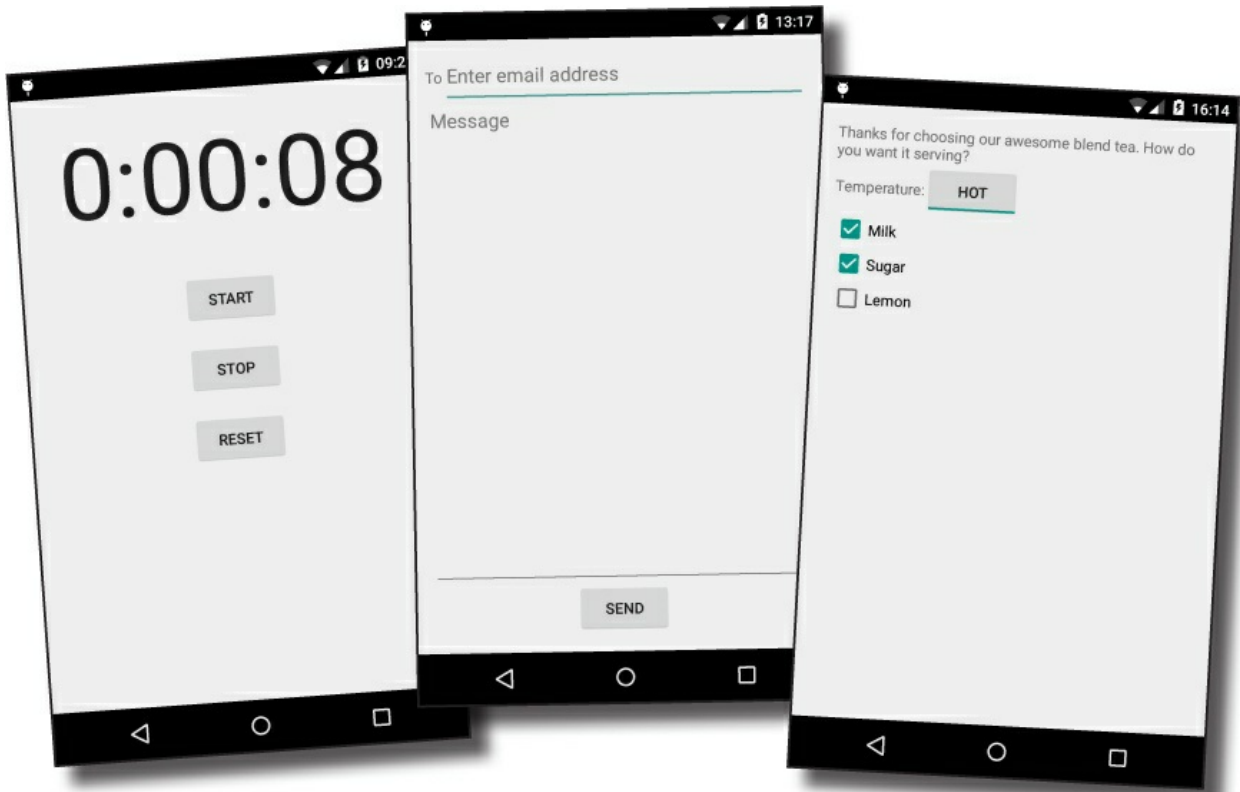 09:2
0:00:08
START
STOP
RESET
13:17
To Enter email address
Message
SEND
16:14
Thanks for choosing our awesome blend tea. How do
you want it serving?
Temperature: HOT
Milk
Sugar
Lemon